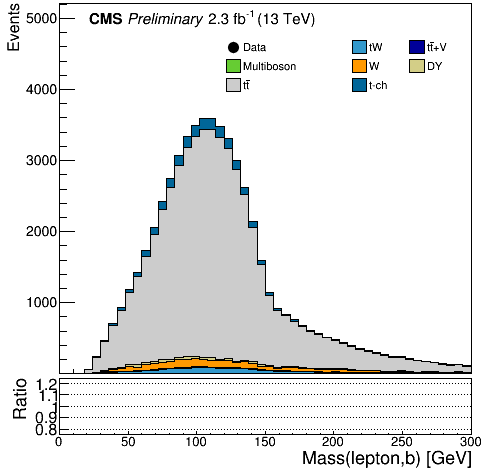 CMS Preliminary 2.3 fb⁻¹ (13 TeV)
Events
5000
4000
3000
2000
1000
Data
Multiboson
tt̄
tW
W
t-ch
tt̄+V
DY
Ratio
1.2
1.1
1
0.9
0.8
0
50
100
150
200
250
300
Mass(lepton,b) [GeV]